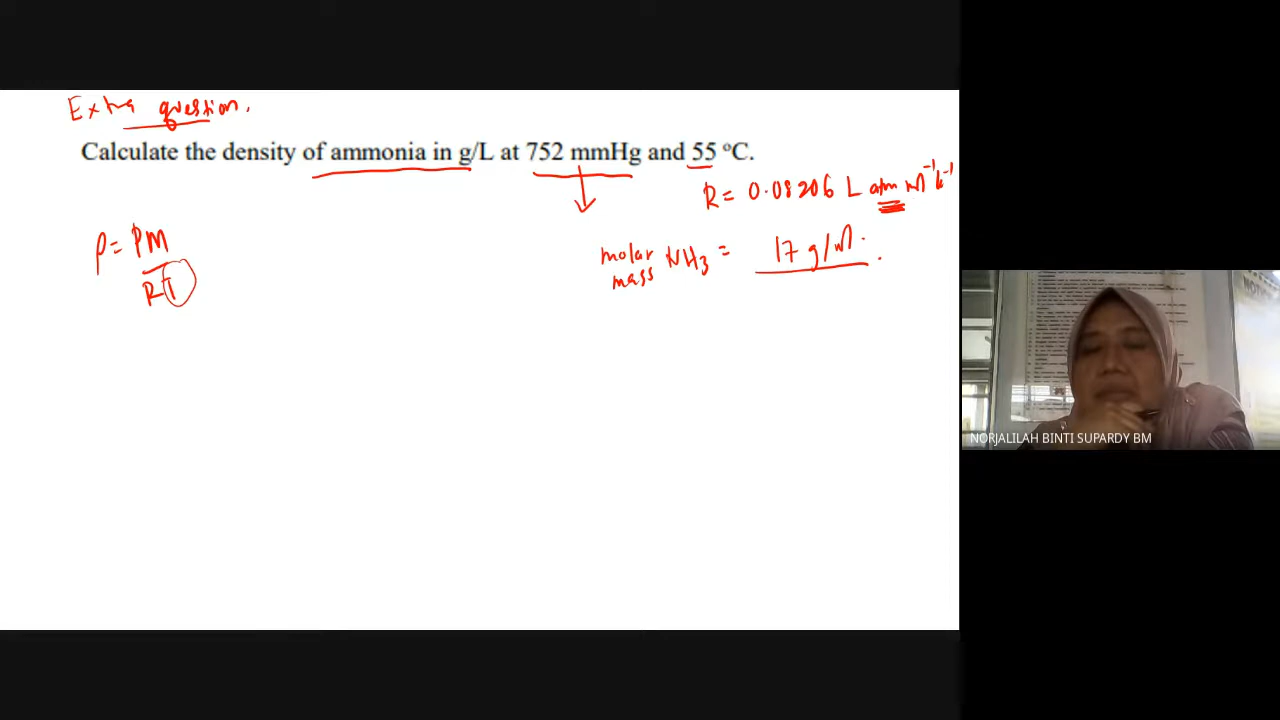 Extra question.
Calculate the density of ammonia in g/L at 752 mmHg and 55 °C.
R = 0.08206 L atm mol⁻¹ k⁻¹
ρ = PM
RT
molar mass NH3 = 17 g/mol.
NORJALILAH BINTI SUPARDY BM